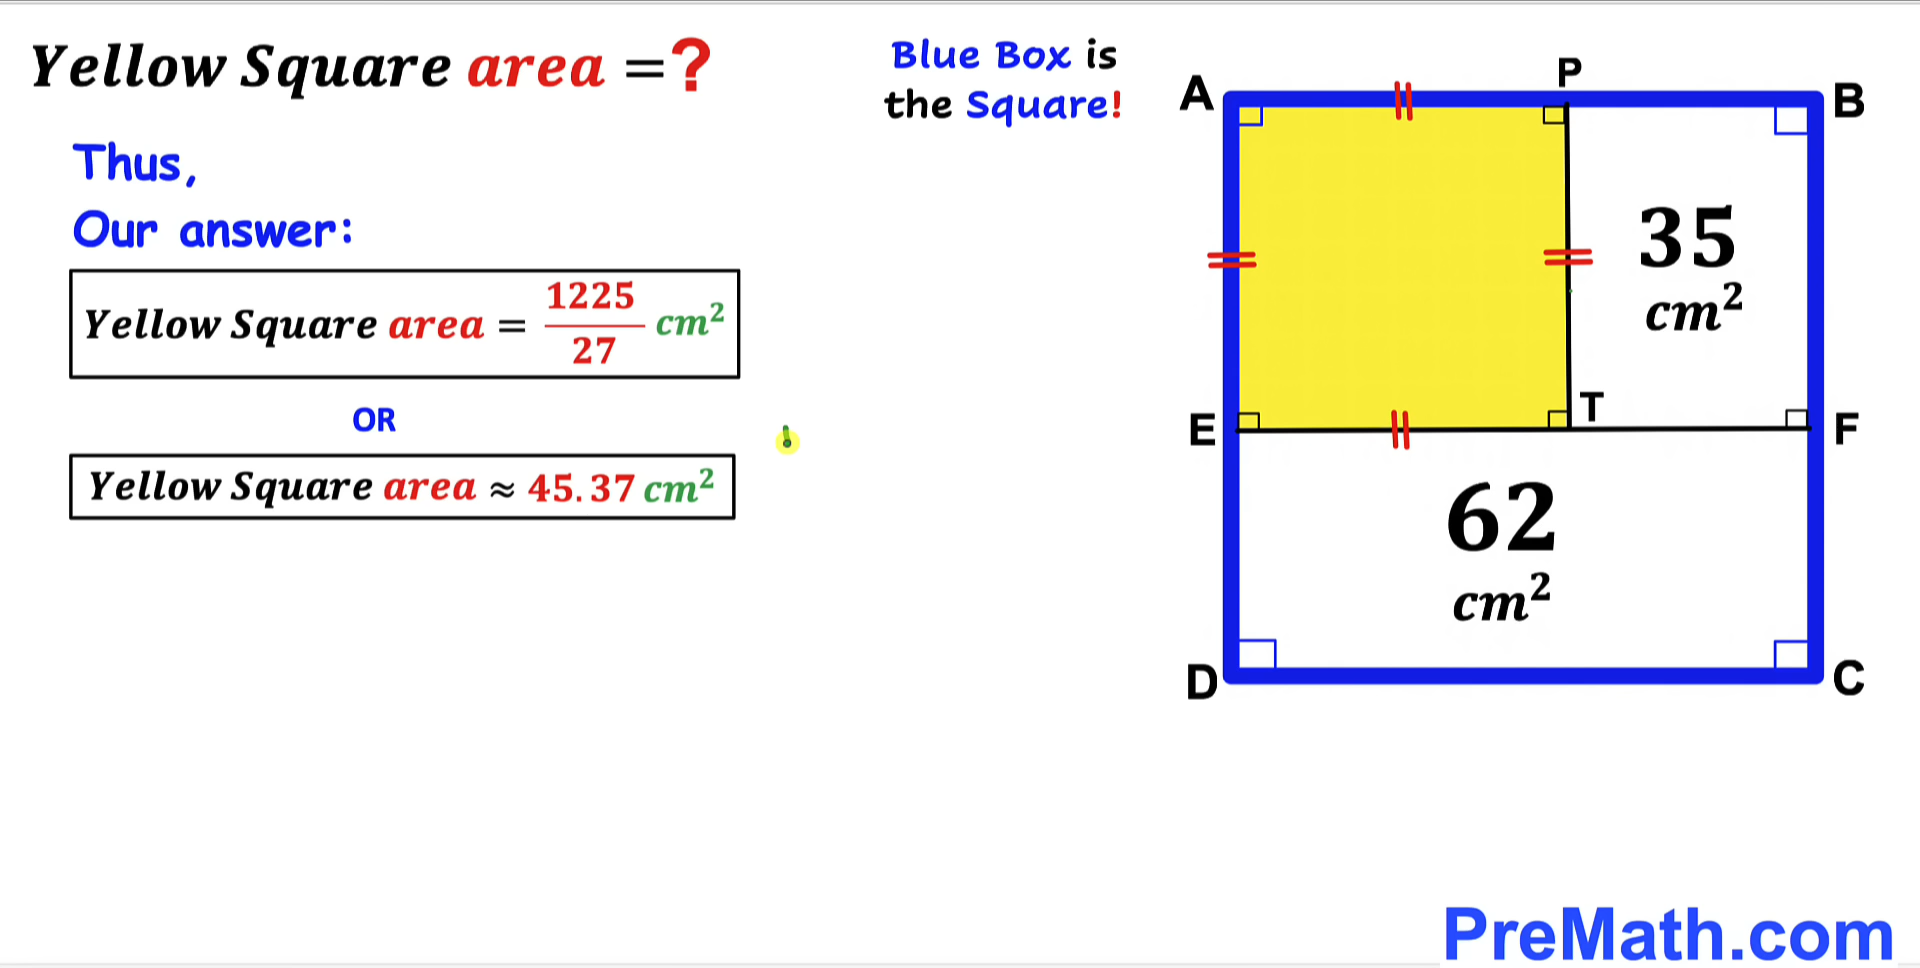 Yellow Square area = ?
Blue Box is
the Square!
Thus,
Our answer:
Yellow Square area = 1225/27 cm²
OR
Yellow Square area ≈ 45.37 cm²
A
P
B
35
cm²
E
T
F
62
cm²
D
C
PreMath.com